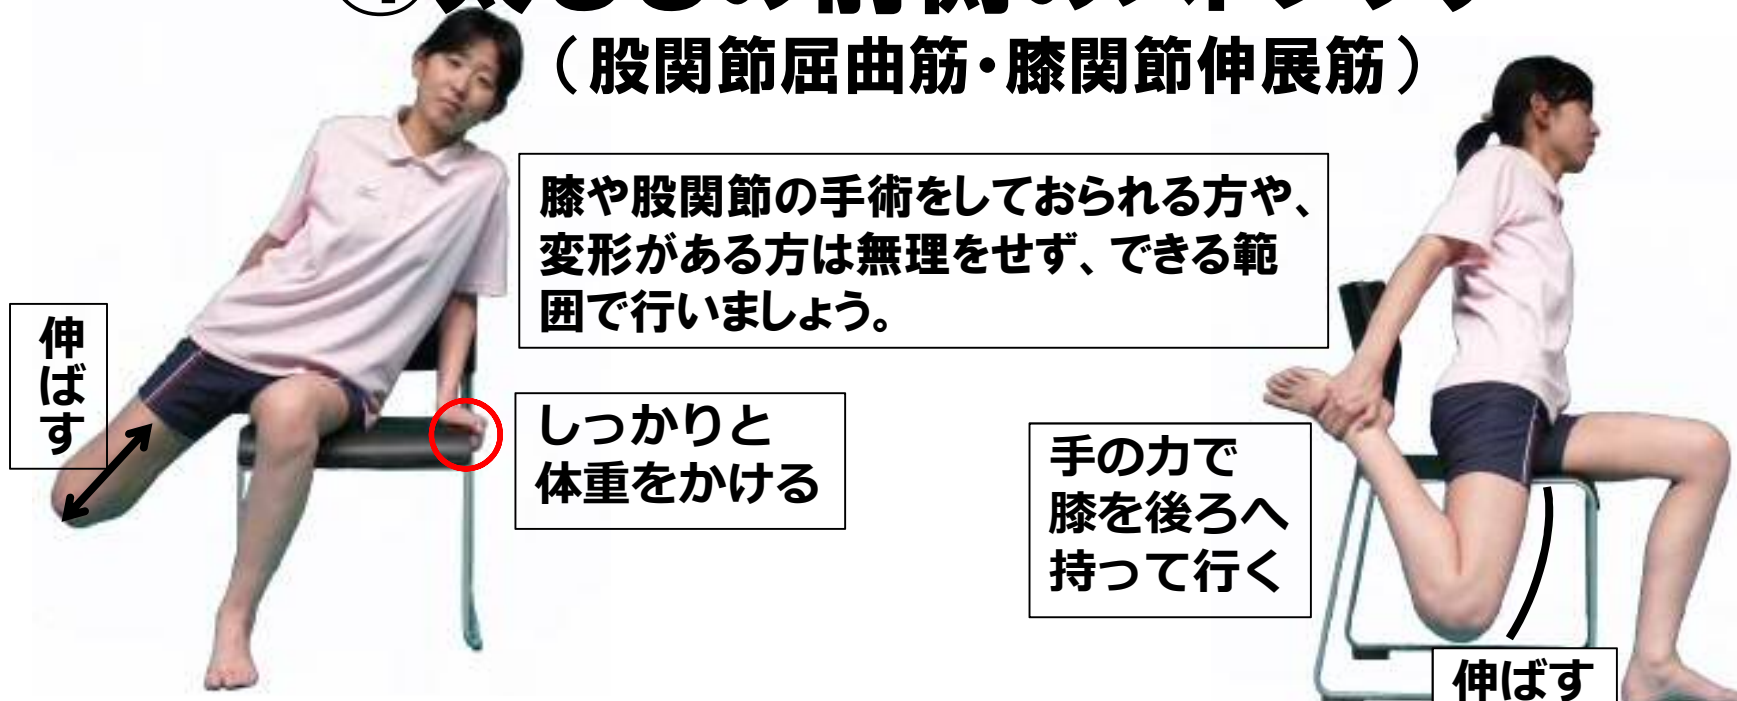 （股関節屈曲筋・膝関節伸展筋）
膝や股関節の手術をしておられる方や、
変形がある方は無理をせず、できる範
囲で行いましょう。
伸ばす
しっかりと
体重をかける
手の力で
膝を後ろへ
持って行く
伸ばす